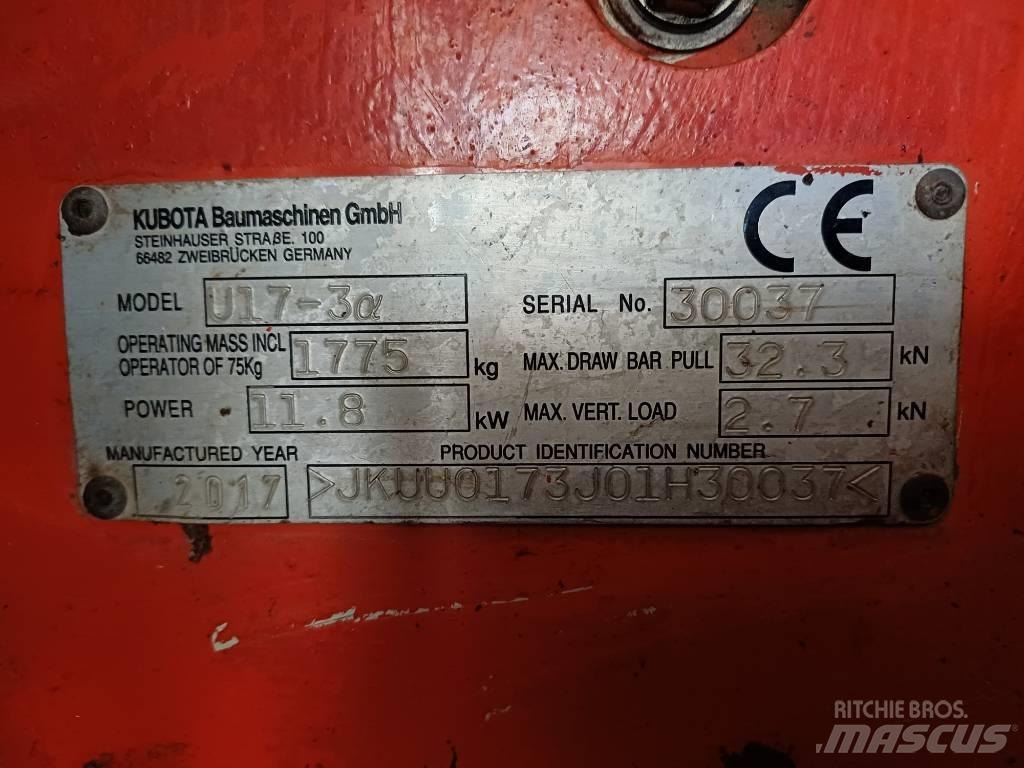 KUBOTA Baumaschinen GmbH
STEINHAUSER STRAßE. 100
66482 ZWEIBRÜCKEN GERMANY
CE
MODEL U17-3α SERIAL No. 30037
OPERATING MASS INCL OPERATOR OF 75Kg 1775 kg MAX. DRAW BAR PULL 32.3 kN
POWER 11.8 kW MAX. VERT. LOAD 2.7 kN
MANUFACTURED YEAR PRODUCT IDENTIFICATION NUMBER
2017 >JKUU0173J01H30037<
RITCHIE BROS.
MASCUS